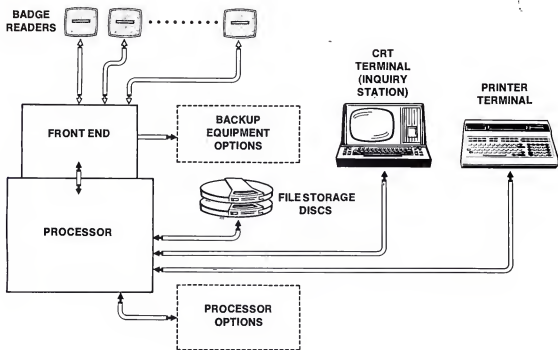 BADGE
READERS
CRT
TERMINAL
(INQUIRY
STATION)
PRINTER
TERMINAL
FRONT END
BACKUP
EQUIPMENT
OPTIONS
FILE STORAGE
DISCS
PROCESSOR
PROCESSOR
OPTIONS